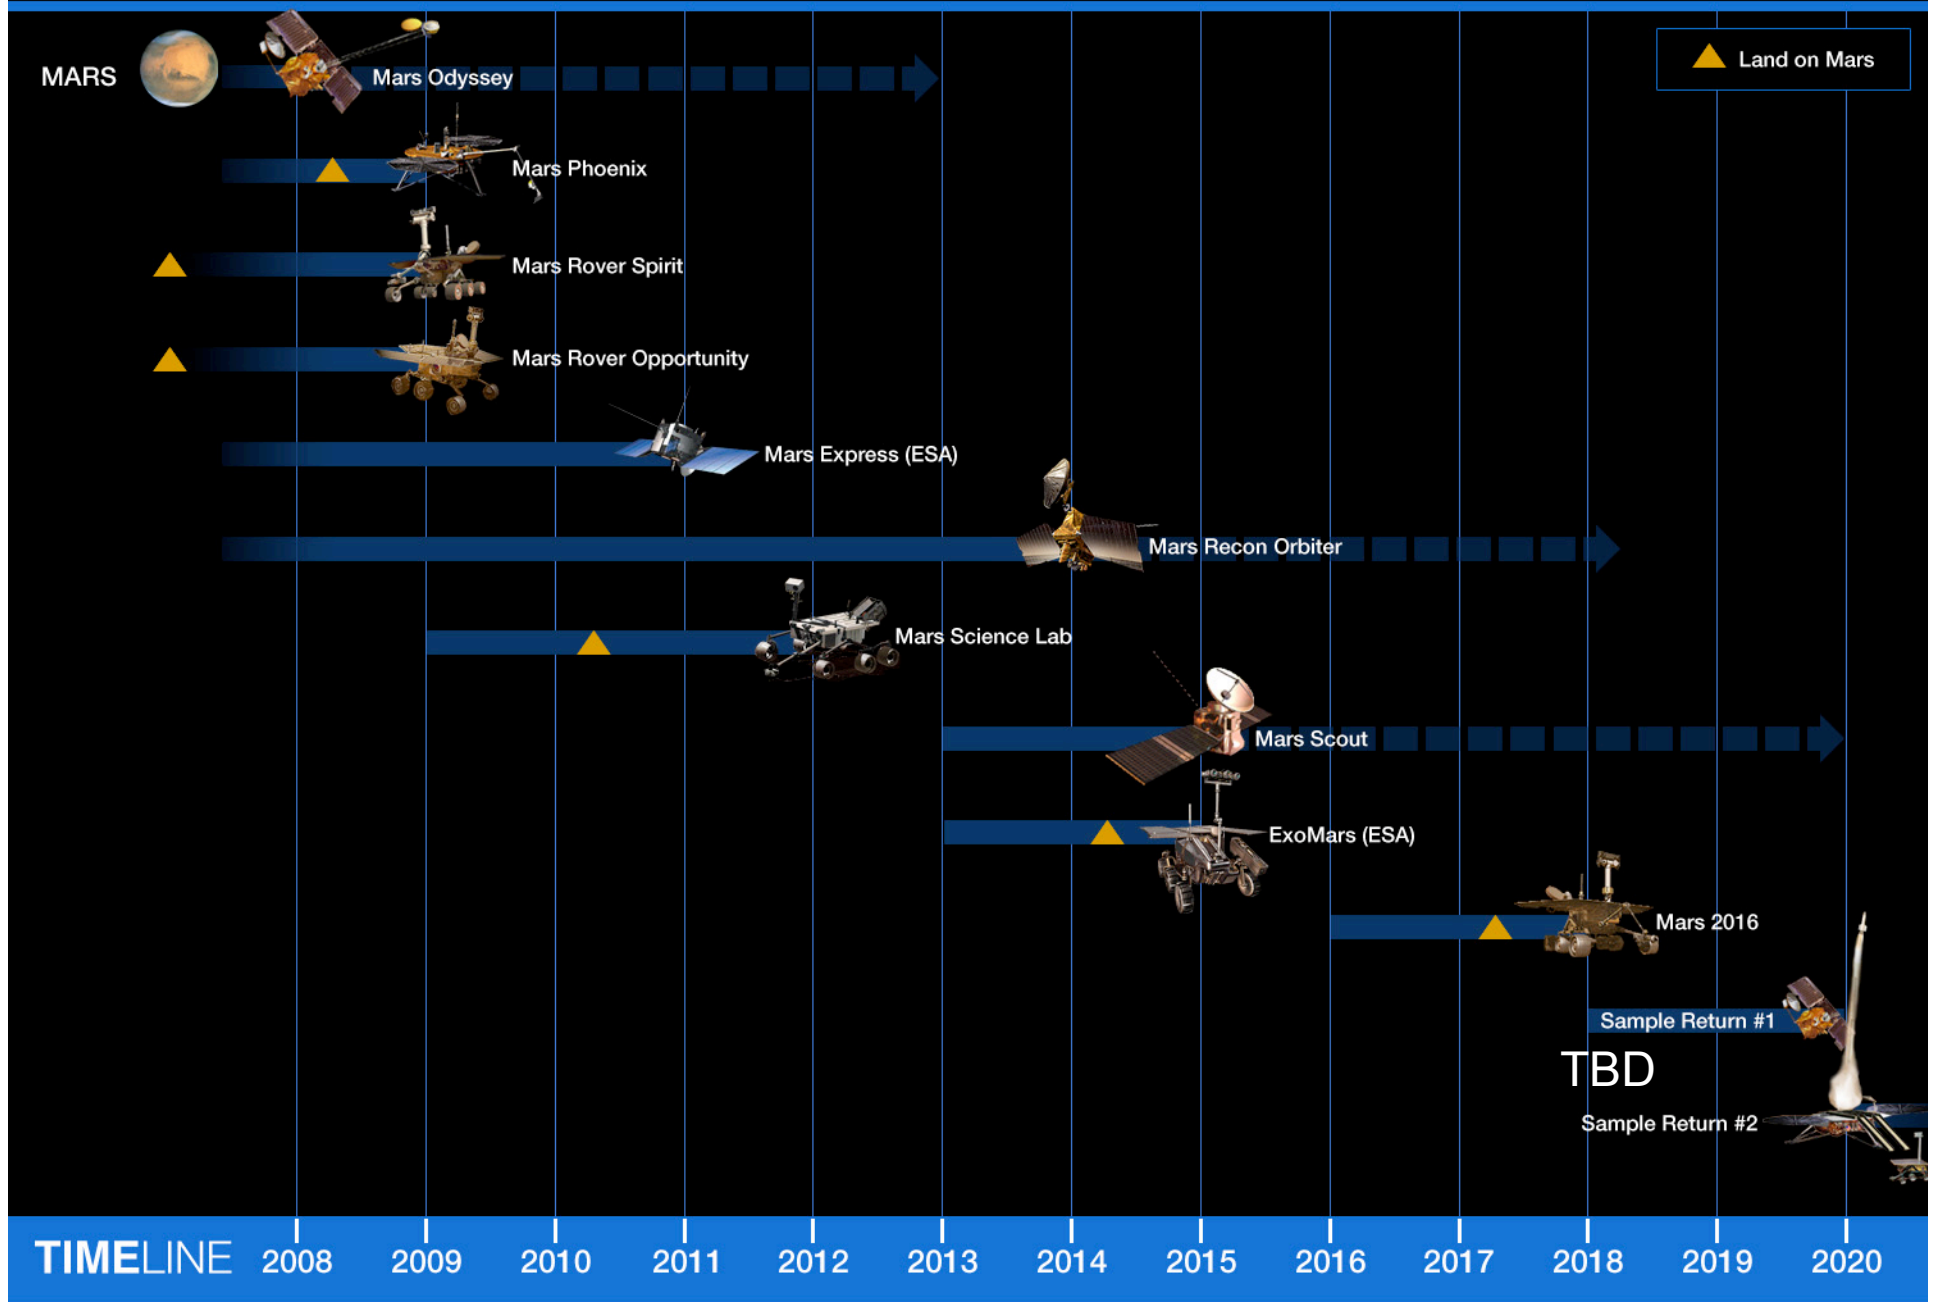 MARS
Mars Odyssey
Land on Mars
Mars Phoenix
Mars Rover Spirit
Mars Rover Opportunity
Mars Express (ESA)
Mars Recon Orbiter
Mars Science Lab
Mars Scout
ExoMars (ESA)
Mars 2016
Sample Return #1
TBD
Sample Return #2
TIMELINE 2008 2009 2010 2011 2012 2013 2014 2015 2016 2017 2018 2019 2020